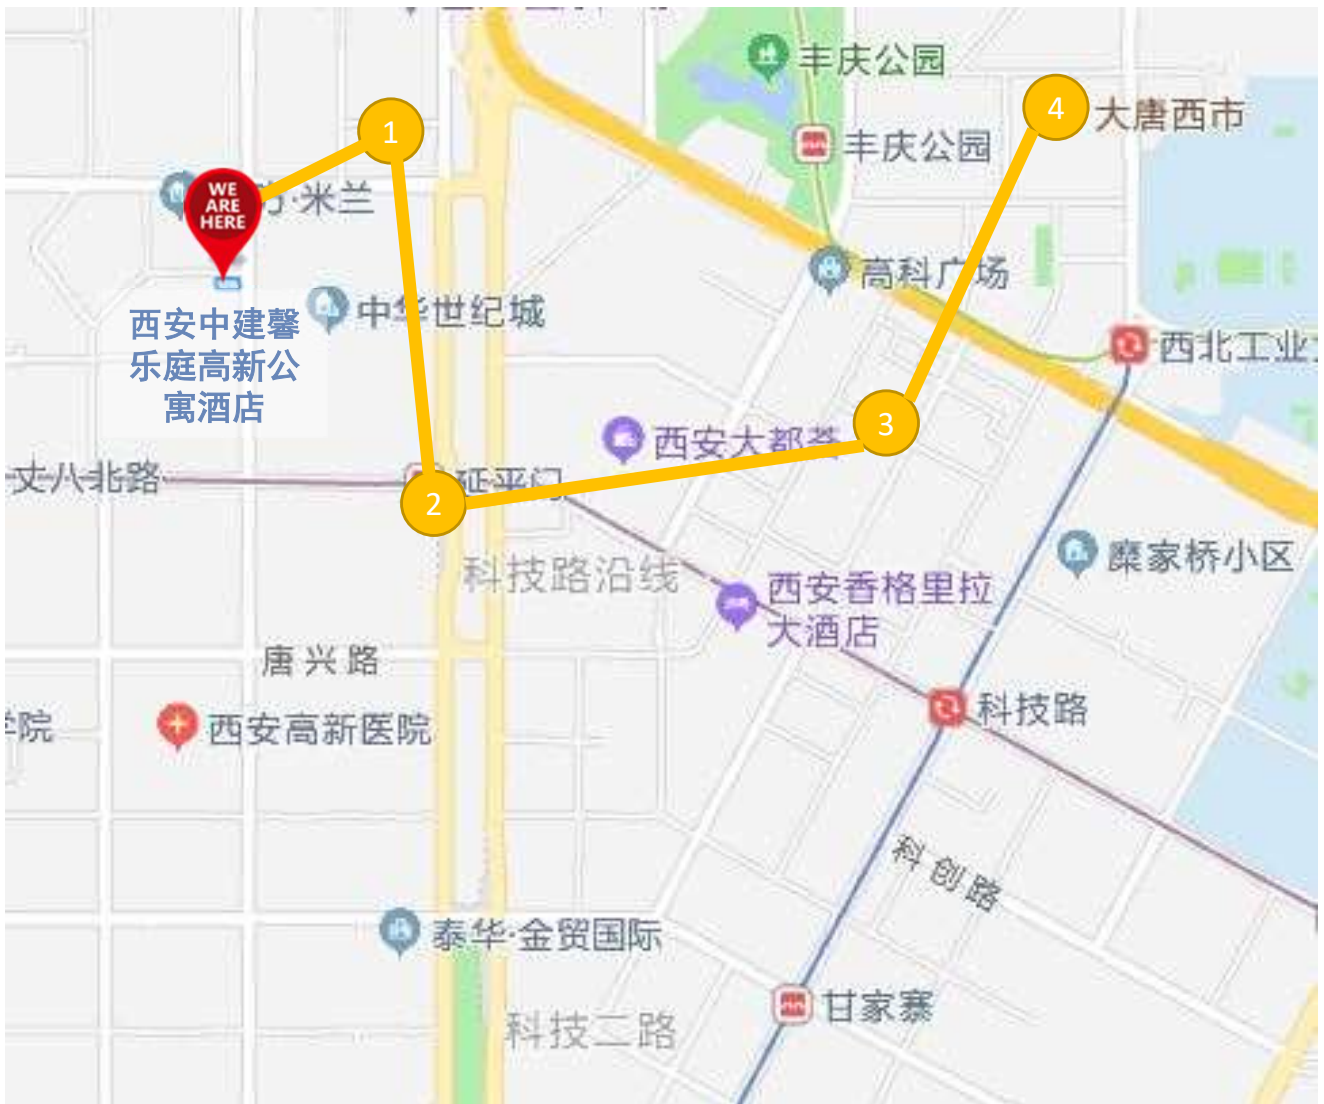 丰庆公园
4
大唐西市
1
丰庆公园
WE
ARE
HERE
·米兰
高科广场
中华世纪城
西安中建馨
乐庭高新公
寓酒店
西北工业
3
西安大都荟
丈八北路
延平门
2
科技路沿线
糜家桥小区
西安香格里拉
大酒店
唐兴路
学院
西安高新医院
科技路
科创路
泰华·金贸国际
甘家寨
科技二路